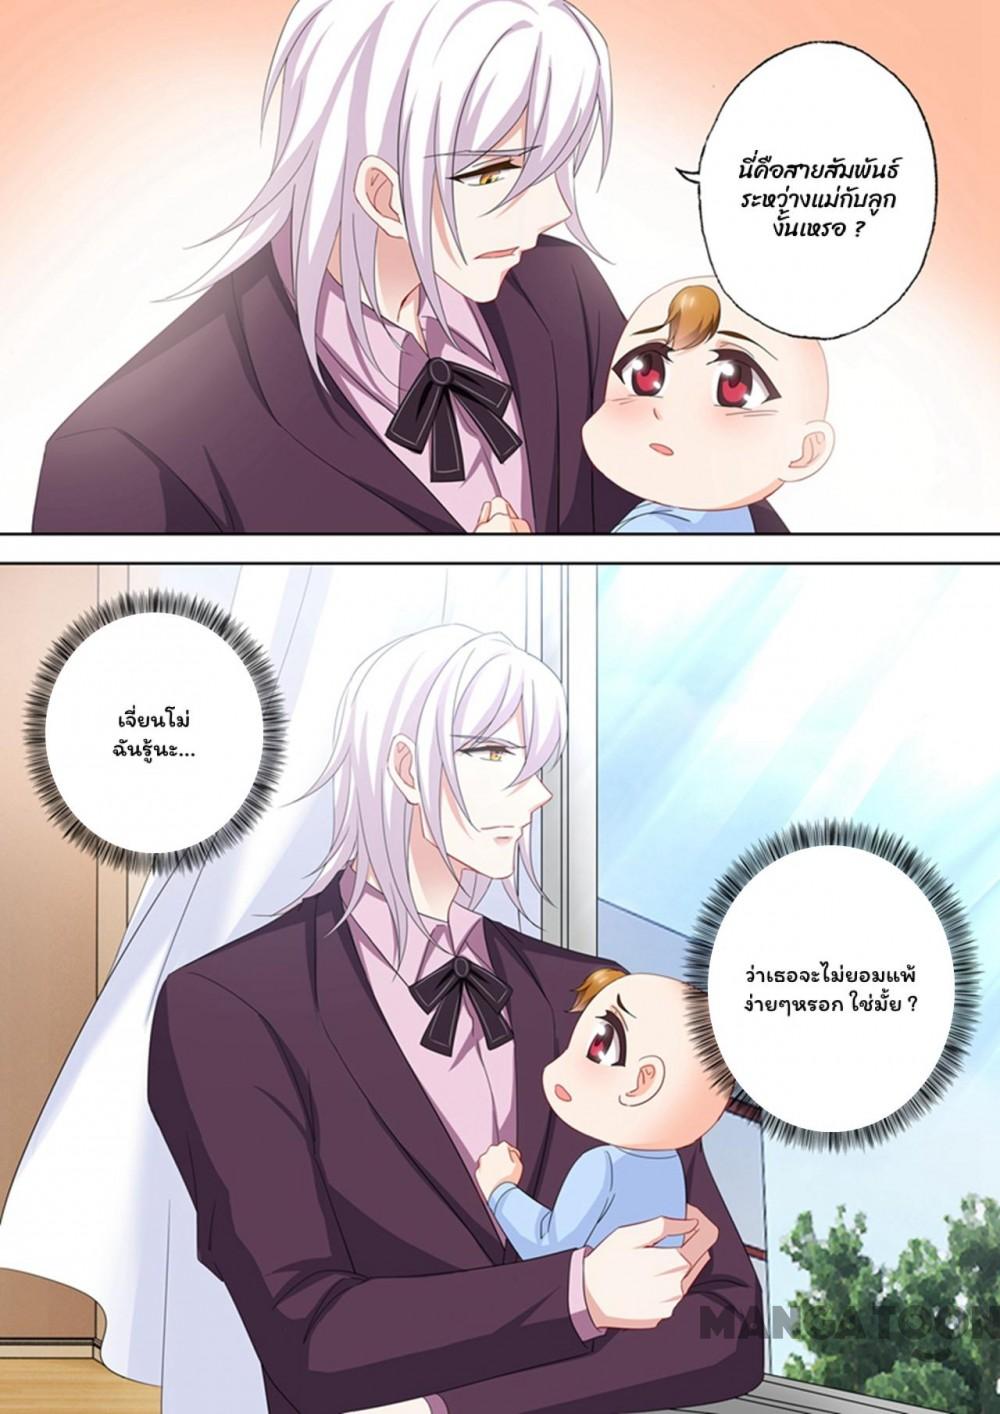 นี่คือสายสัมพันธ์
ระหว่างแม่กับลูก
งั้นเหรอ ?
เจี่ยนโม่
ฉันรู้นะ...
ว่าเธอจะไม่ยอมแพ้
ง่ายๆหรอก ใช่มั้ย ?
MANGATOON